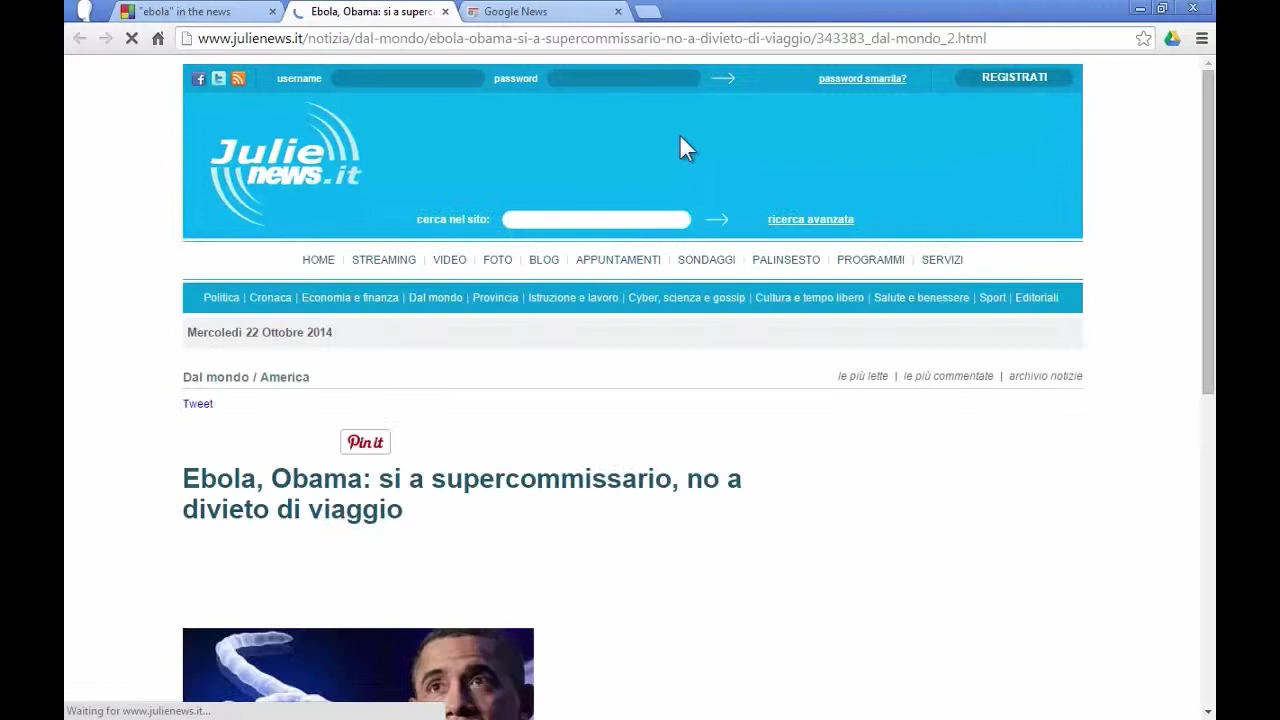 "ebola" in the news
Ebola, Obama: si a superc
Google News
www.julienews.it/notizia/dal-mondo/ebola-obama-si-a-supercommissario-no-a-divieto-di-viaggio/343383_dal-mondo_2.html
username password password smarrita? REGISTRATI
Julie
news.it
cerca nel sito: ricerca avanzata
HOME | STREAMING | VIDEO | FOTO | BLOG | APPUNTAMENTI | SONDAGGI | PALINSESTO | PROGRAMMI | SERVIZI
Politica | Cronaca | Economia e finanza | Dal mondo | Provincia | Istruzione e lavoro | Cyber, scienza e gossip | Cultura e tempo libero | Salute e benessere | Sport | Editoriali
Mercoledì 22 Ottobre 2014
Dal mondo / America le più lette | le più commentate | archivio notizie
Tweet
Pin it
Ebola, Obama: si a supercommissario, no a
divieto di viaggio
Waiting for www.julienews.it...